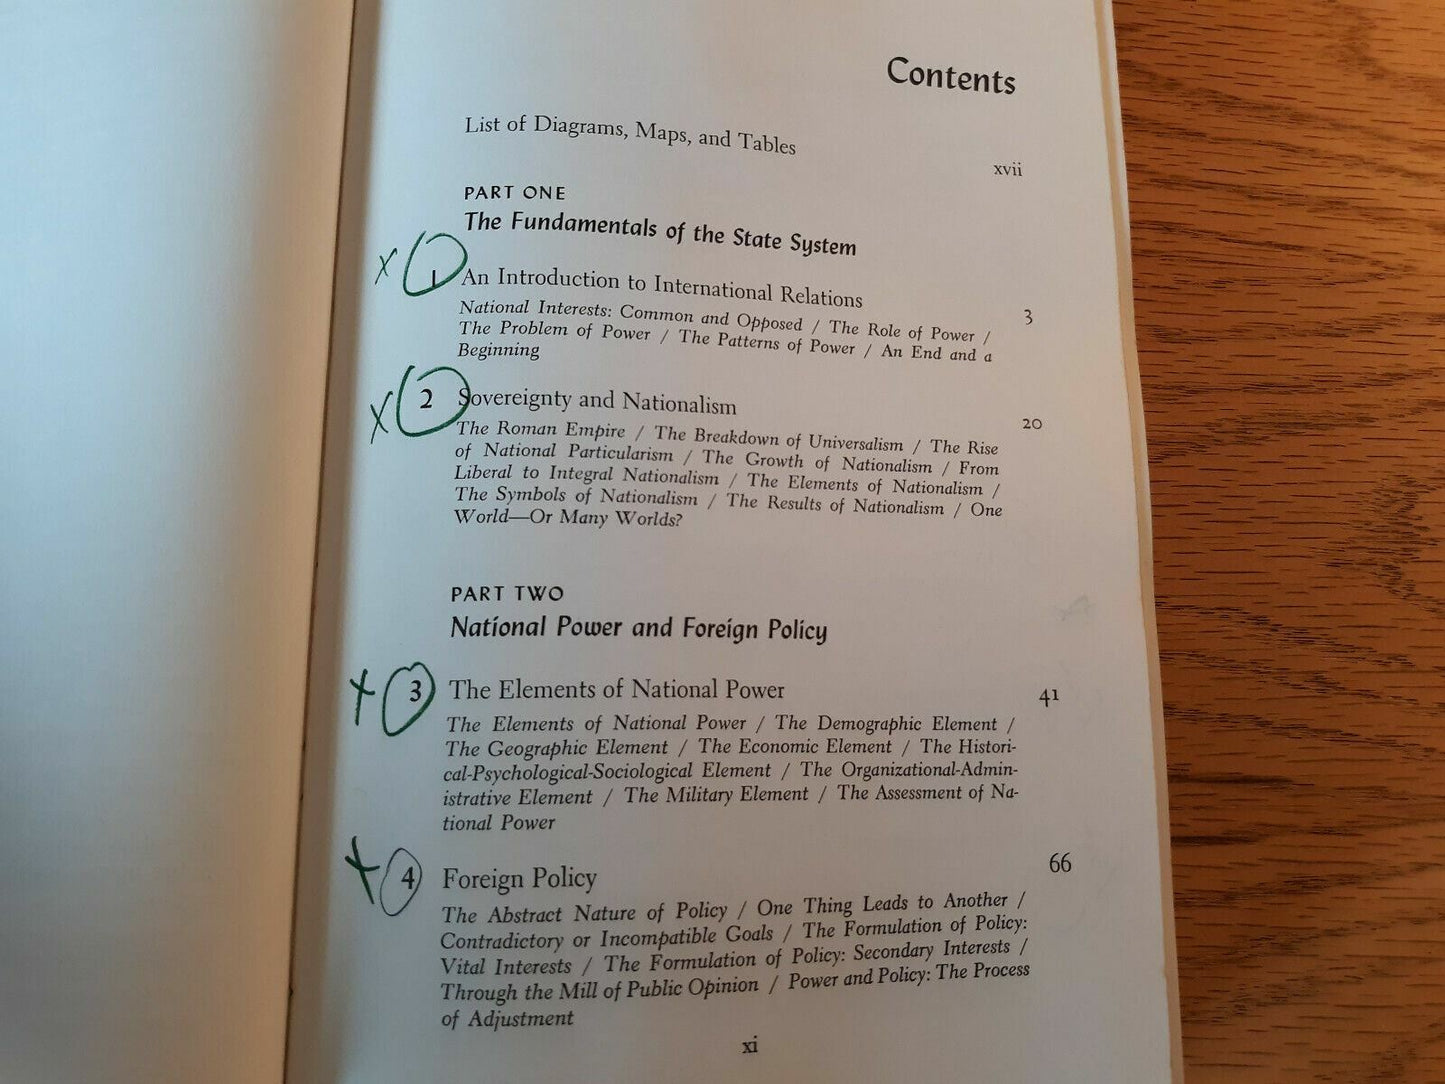 Contents
List of Diagrams, Maps, and Tables xvii
PART ONE
The Fundamentals of the State System
X 1 An Introduction to International Relations 3
National Interests: Common and Opposed / The Role of Power /
The Problem of Power / The Patterns of Power / An End and a
Beginning
X 2 Sovereignty and Nationalism 20
The Roman Empire / The Breakdown of Universalism / The Rise
of National Particularism / The Growth of Nationalism / From
Liberal to Integral Nationalism / The Elements of Nationalism /
The Symbols of Nationalism / The Results of Nationalism / One
World—Or Many Worlds?
PART TWO
National Power and Foreign Policy
X 3 The Elements of National Power 41
The Elements of National Power / The Demographic Element /
The Geographic Element / The Economic Element / The Histori-
cal-Psychological-Sociological Element / The Organizational-Admin-
istrative Element / The Military Element / The Assessment of Na-
tional Power
X 4 Foreign Policy 66
The Abstract Nature of Policy / One Thing Leads to Another /
Contradictory or Incompatible Goals / The Formulation of Policy:
Vital Interests / The Formulation of Policy: Secondary Interests /
Through the Mill of Public Opinion / Power and Policy: The Process
of Adjustment
xi